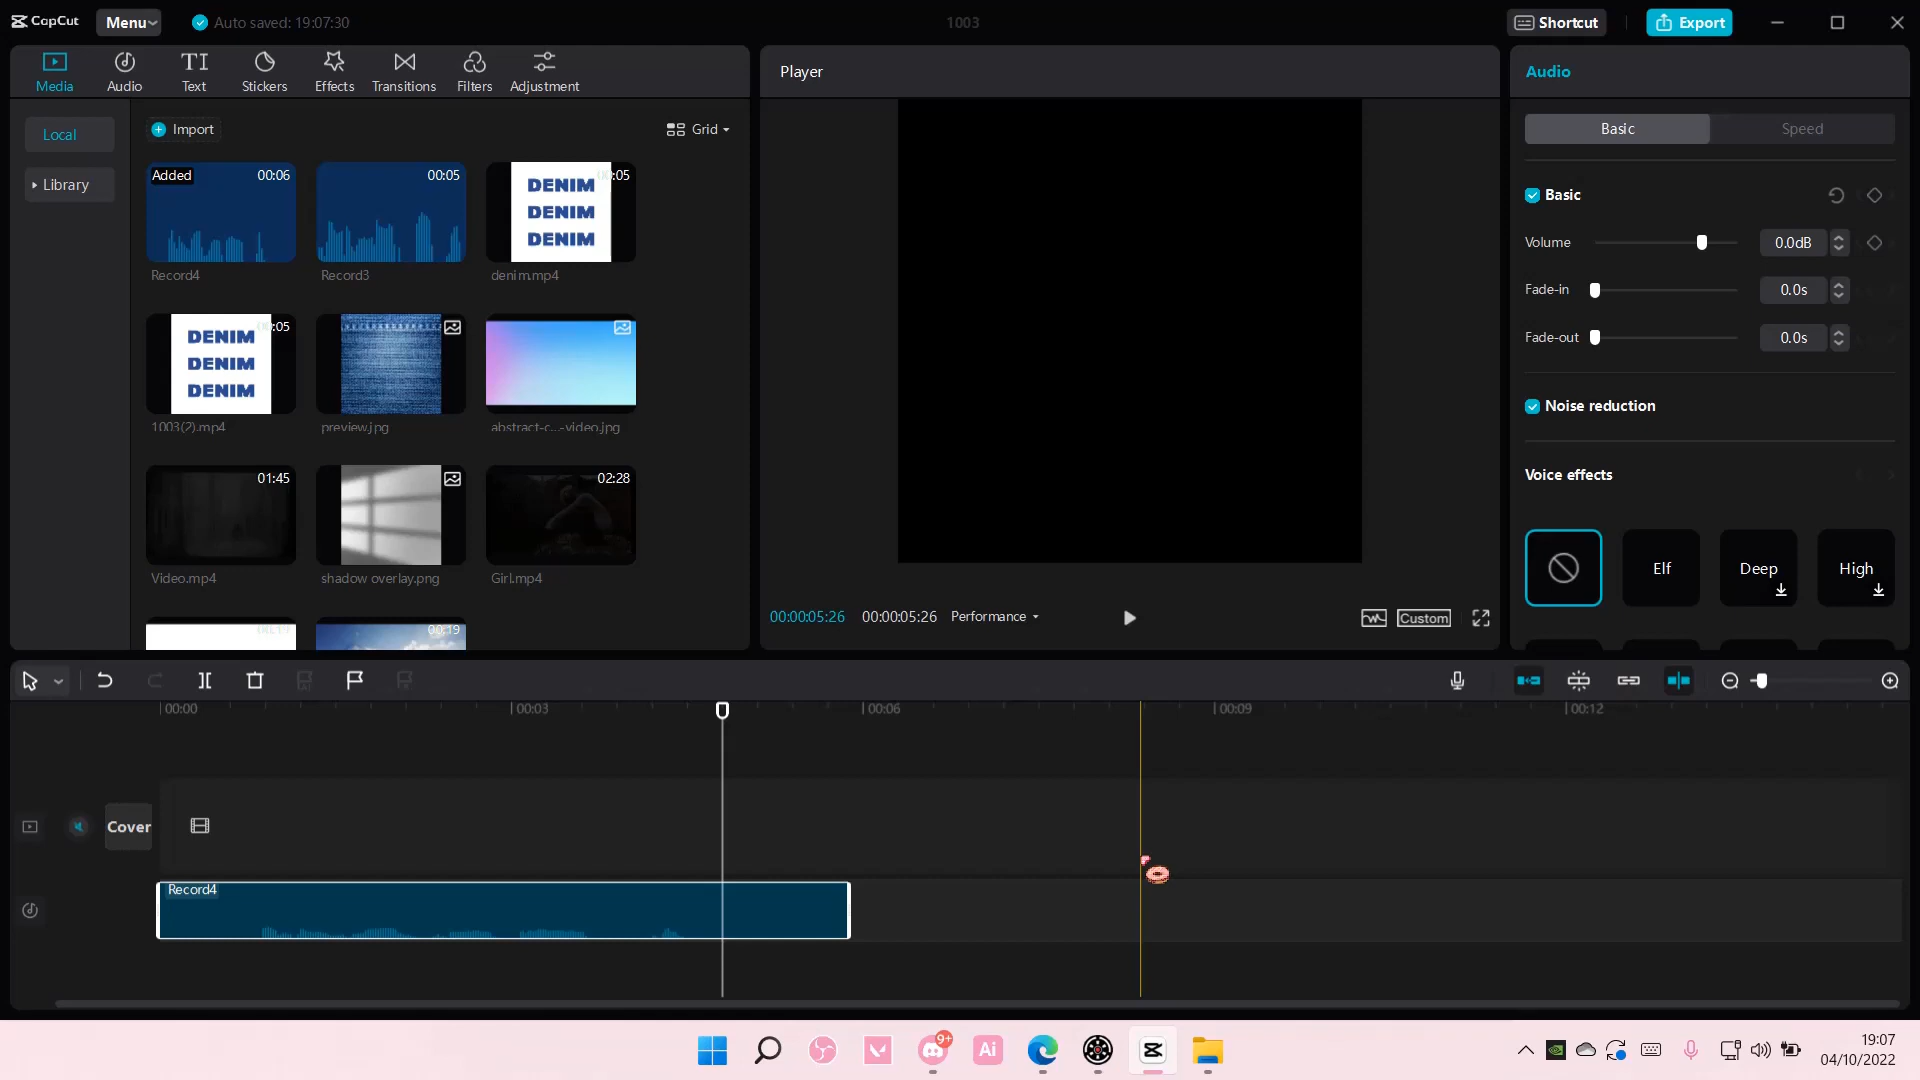 CapCut
Menu
Auto saved: 19:07:30
1003
Shortcut
Export
Media
Audio
Text
Stickers
Effects
Transitions
Filters
Adjustment
Local
Library
Import
Grid
Added
00:06
Record4
00:05
Record3
DENIM
DENIM
DENIM
:05
denim.mp4
DENIM
DENIM
DENIM
:05
1003(2).mp4
preview.jpg
abstract-c...-video.jpg
01:45
Video.mp4
shadow overlay.png
02:28
Girl.mp4
00:19
Player
00:00:05:26
00:00:05:26
Performance
Custom
Audio
Basic
Speed
Basic
Volume
0.0dB
Fade-in
0.0s
Fade-out
0.0s
Noise reduction
Voice effects
Elf
Deep
High
00:00
00:03
00:06
00:09
00:12
Cover
Record4
9+
Ai
19:07
04/10/2022